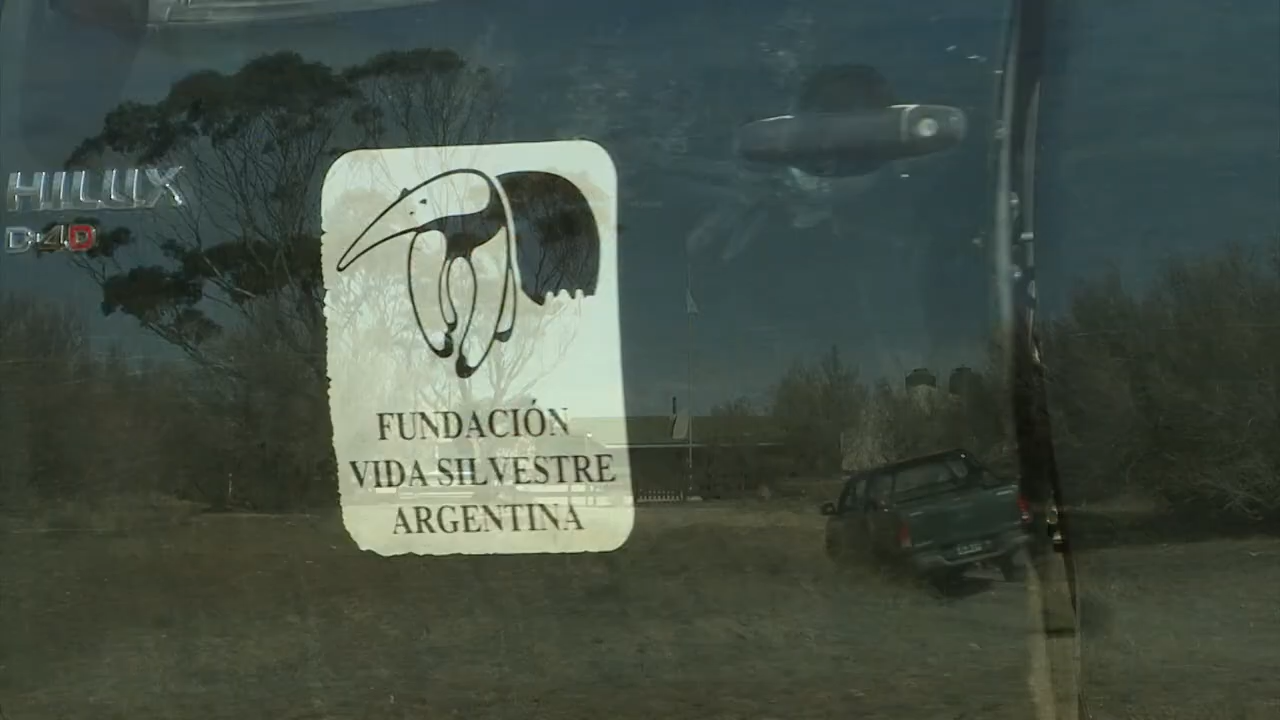 HILUX
D-4D
FUNDACIÓN
VIDA SILVESTRE
ARGENTINA